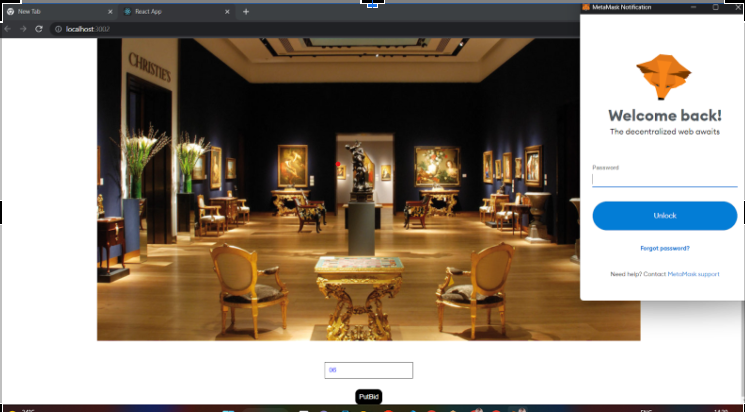 New Tab
React App
localhost:3002
MetaMask Notification
CHRISTIE'S
Welcome back!
The decentralized web awaits
Password
Unlock
Forgot password?
Need help? Contact MetaMask support
06
PutBid